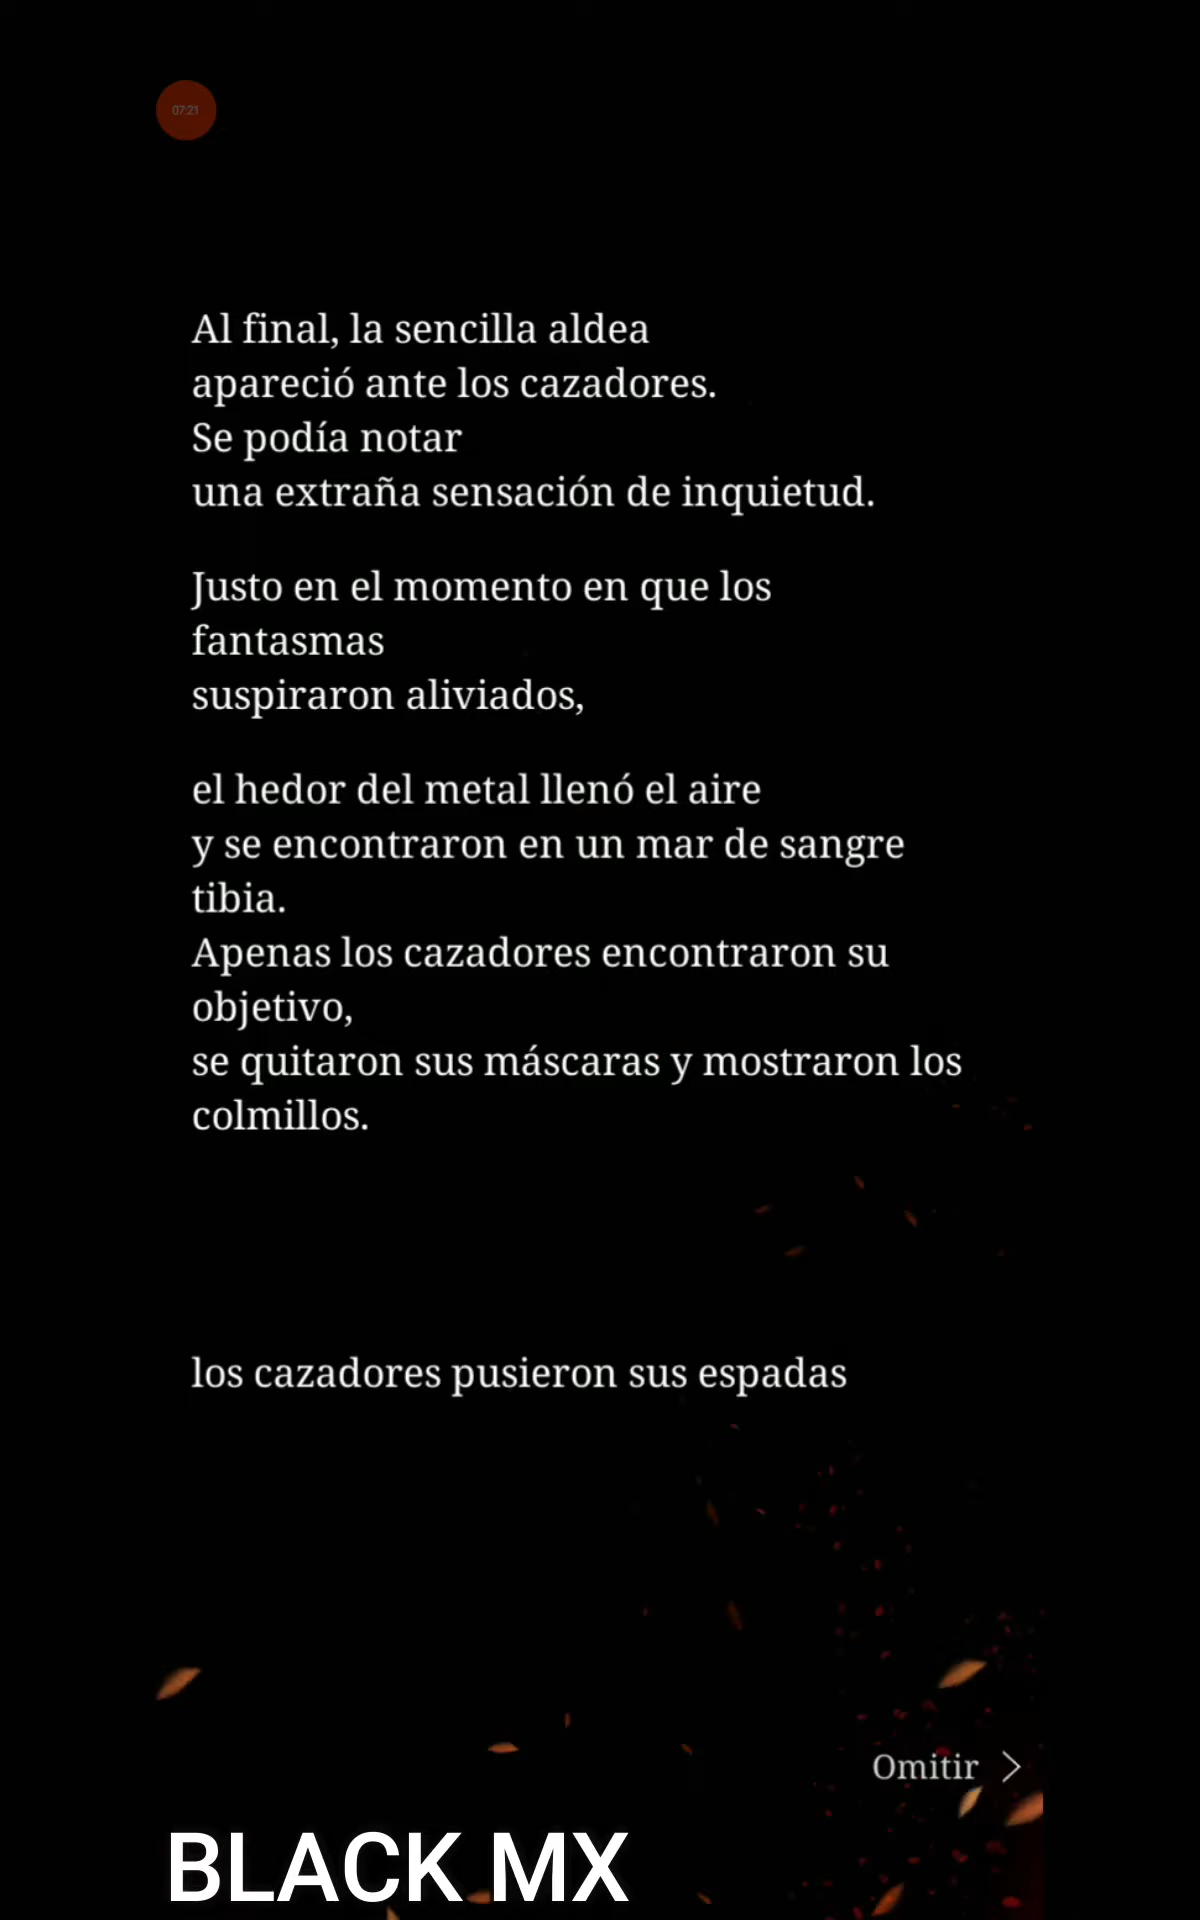 07:21
Al final, la sencilla aldea
apareció ante los cazadores.
Se podía notar
una extraña sensación de inquietud.
Justo en el momento en que los
fantasmas
suspiraron aliviados,
el hedor del metal llenó el aire
y se encontraron en un mar de sangre
tibia.
Apenas los cazadores encontraron su
objetivo,
se quitaron sus máscaras y mostraron los
colmillos.
los cazadores pusieron sus espadas
Omitir
BLACK MX